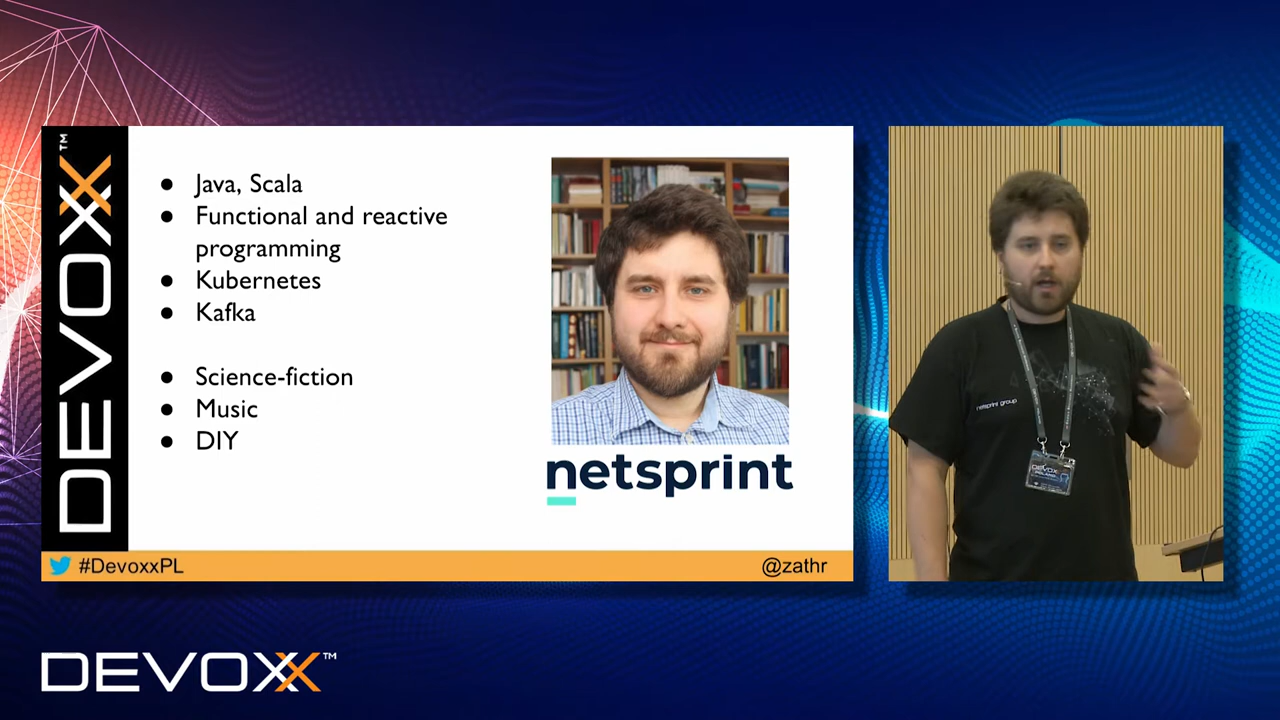 DEVOXX™
● Java, Scala
● Functional and reactive
programming
● Kubernetes
● Kafka
● Science-fiction
● Music
● DIY
netsprint
#DevoxxPL
@zathr
netsprint group
DEVOXX
DEVOXX™